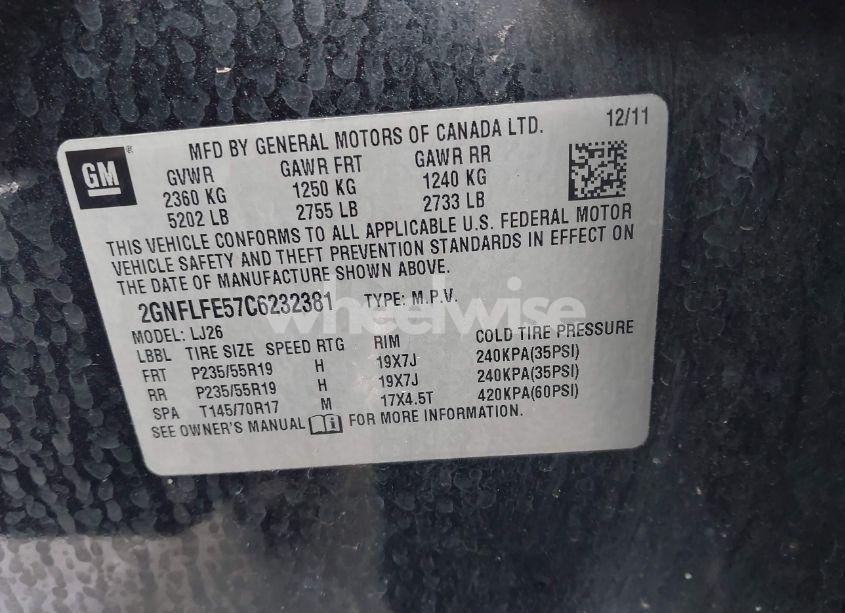 MFD BY GENERAL MOTORS OF CANADA LTD. 12/11
GM
GVWR GAWR FRT GAWR RR
2360 KG 1250 KG 1240 KG
5202 LB 2755 LB 2733 LB
THIS VEHICLE CONFORMS TO ALL APPLICABLE U.S. FEDERAL MOTOR
VEHICLE SAFETY AND THEFT PREVENTION STANDARDS IN EFFECT ON
THE DATE OF MANUFACTURE SHOWN ABOVE.
2GNFLFE57C6232381 TYPE: M.P.V.
wheelwise
MODEL: LJ26
LBBL TIRE SIZE SPEED RTG RIM COLD TIRE PRESSURE
FRT P235/55R19 H 19X7J 240KPA(35PSI)
RR P235/55R19 H 19X7J 240KPA(35PSI)
SPA T145/70R17 M 17X4.5T 420KPA(60PSI)
SEE OWNER'S MANUAL FOR MORE INFORMATION.